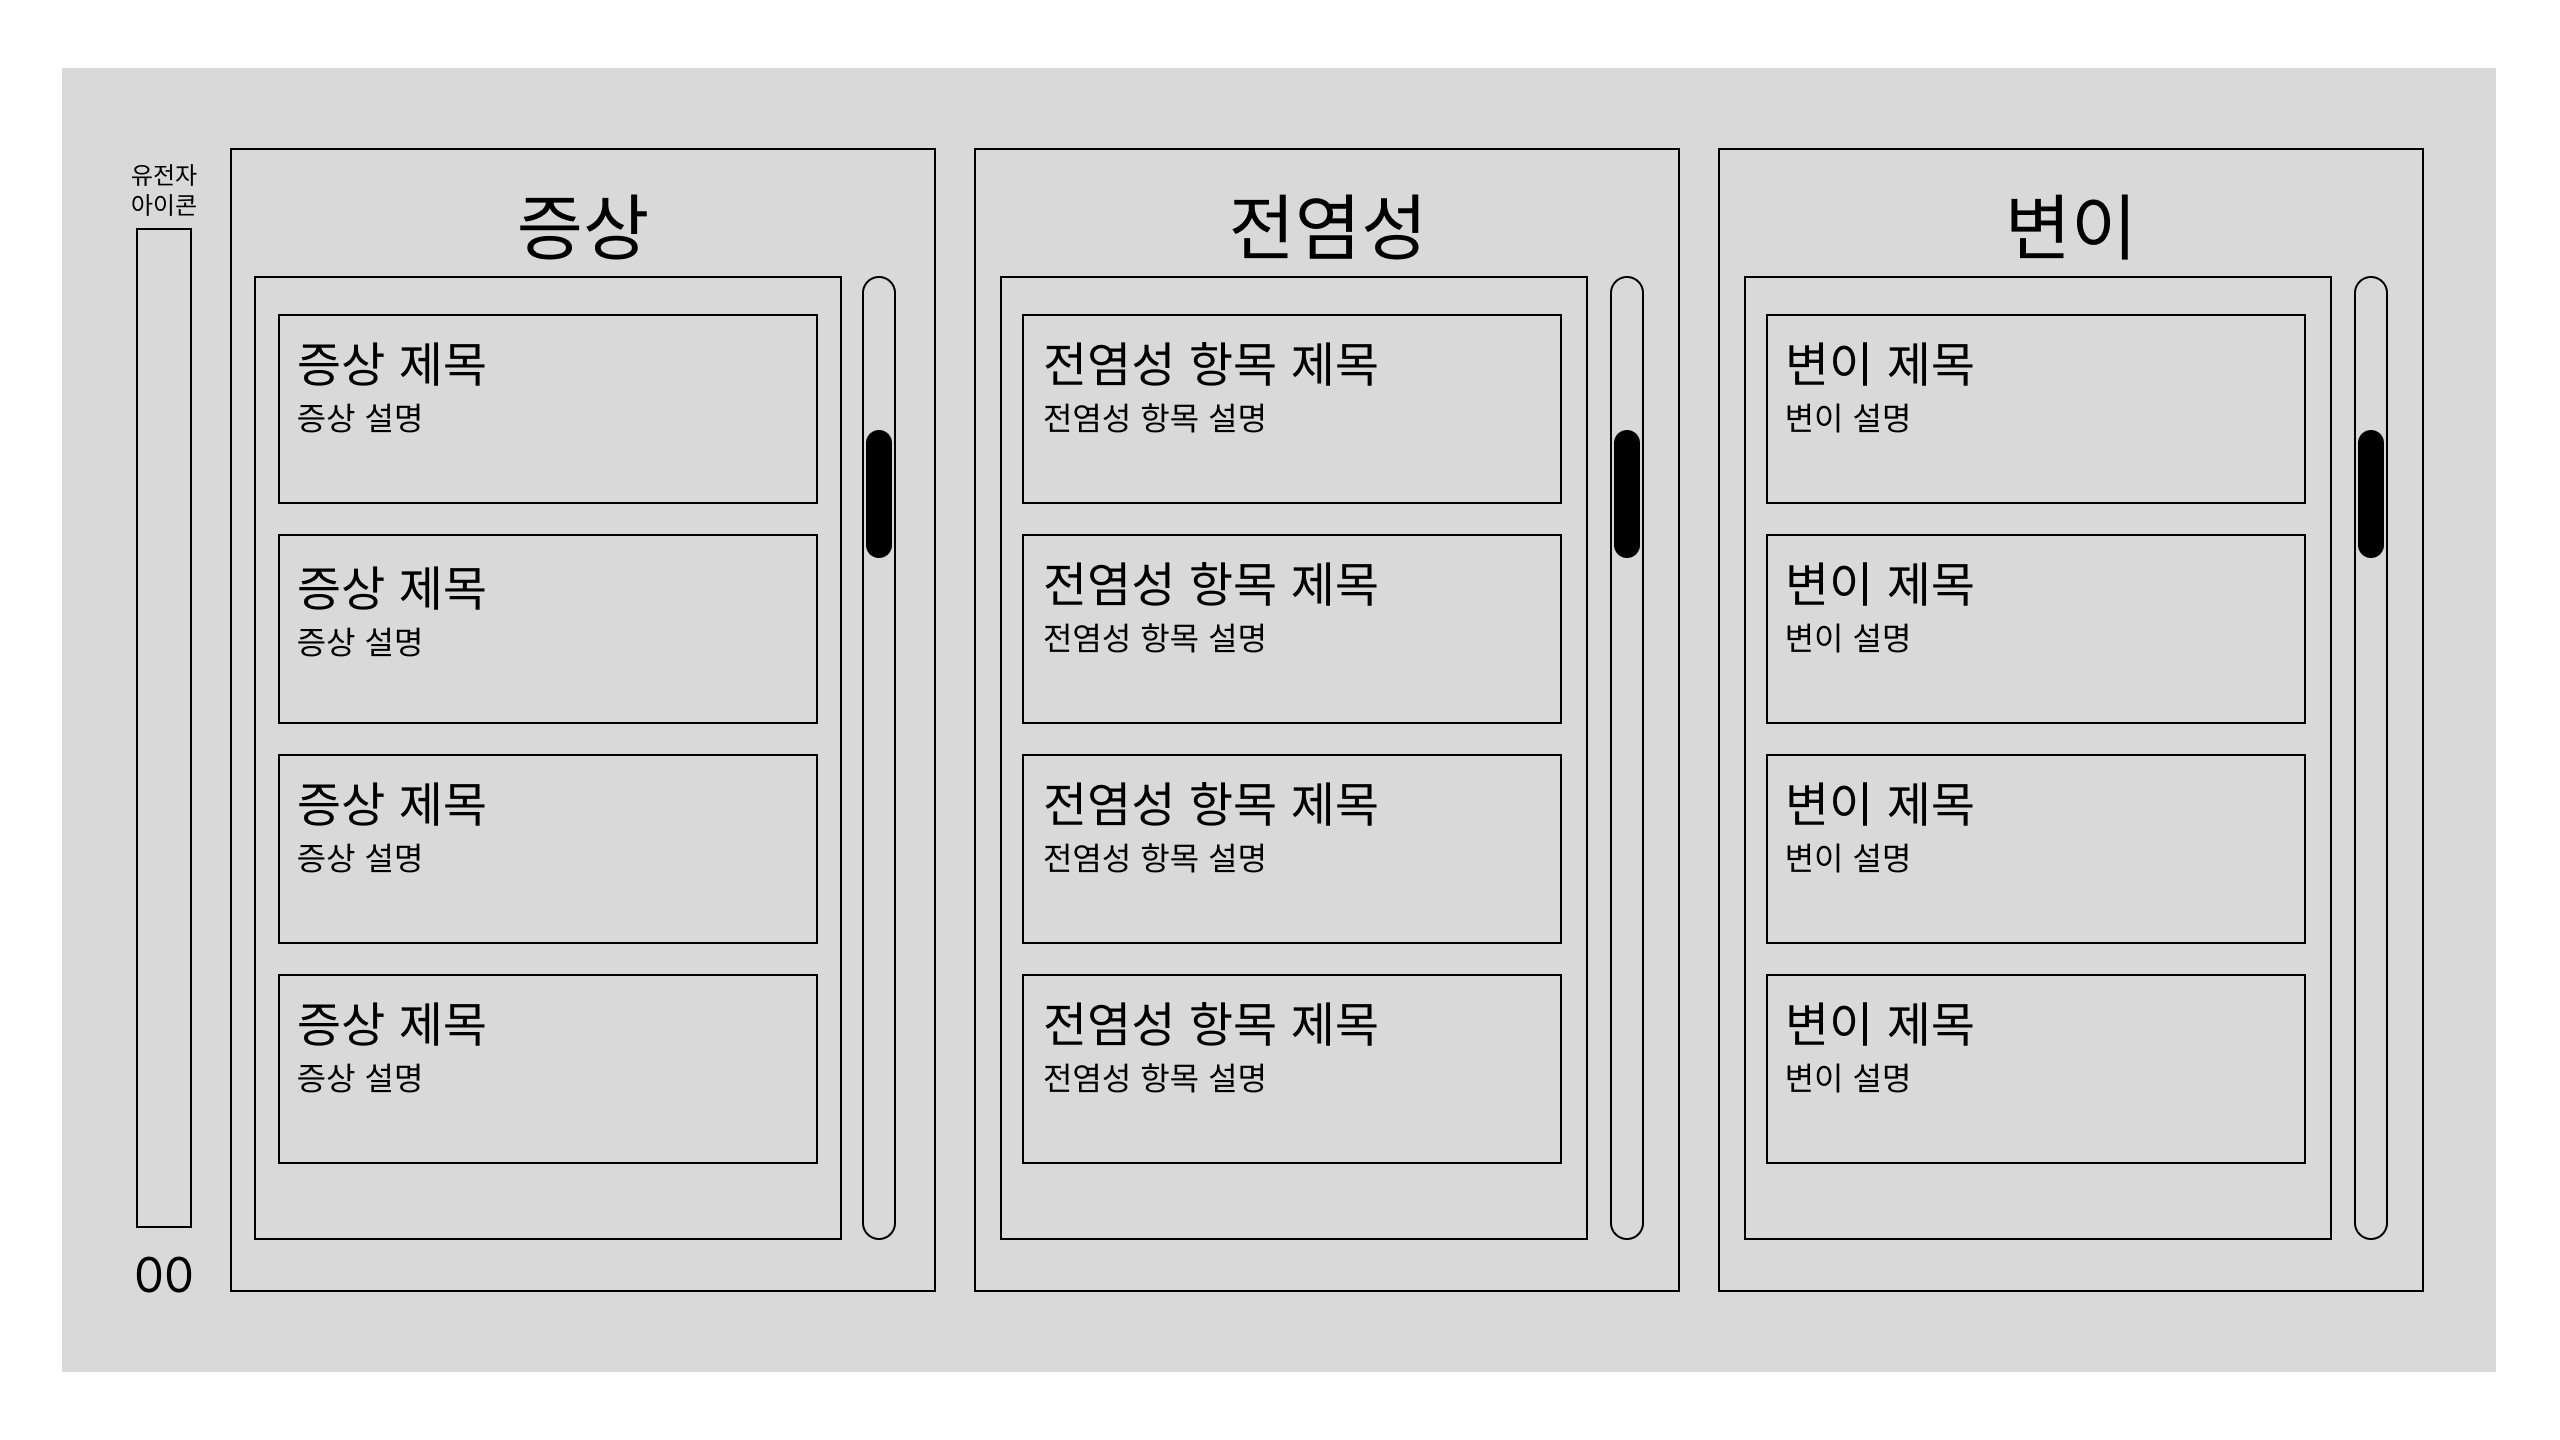 유전자
아이콘
00
증상
증상 제목
증상 설명
증상 제목
증상 설명
증상 제목
증상 설명
증상 제목
증상 설명
전염성
전염성 항목 제목
전염성 항목 설명
전염성 항목 제목
전염성 항목 설명
전염성 항목 제목
전염성 항목 설명
전염성 항목 제목
전염성 항목 설명
변이
변이 제목
변이 설명
변이 제목
변이 설명
변이 제목
변이 설명
변이 제목
변이 설명